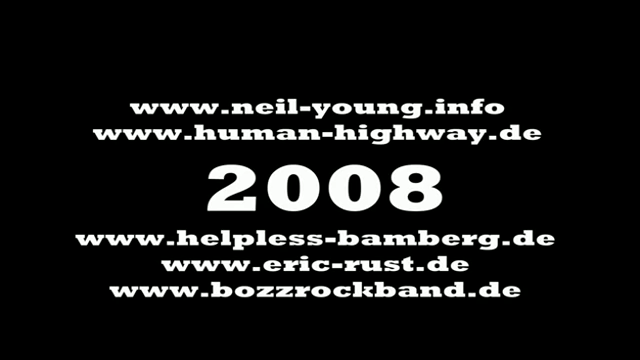 www.neil-young.info
www.human-highway.de
2008
www.helpless-bamberg.de
www.eric-rust.de
www.bozzrockband.de